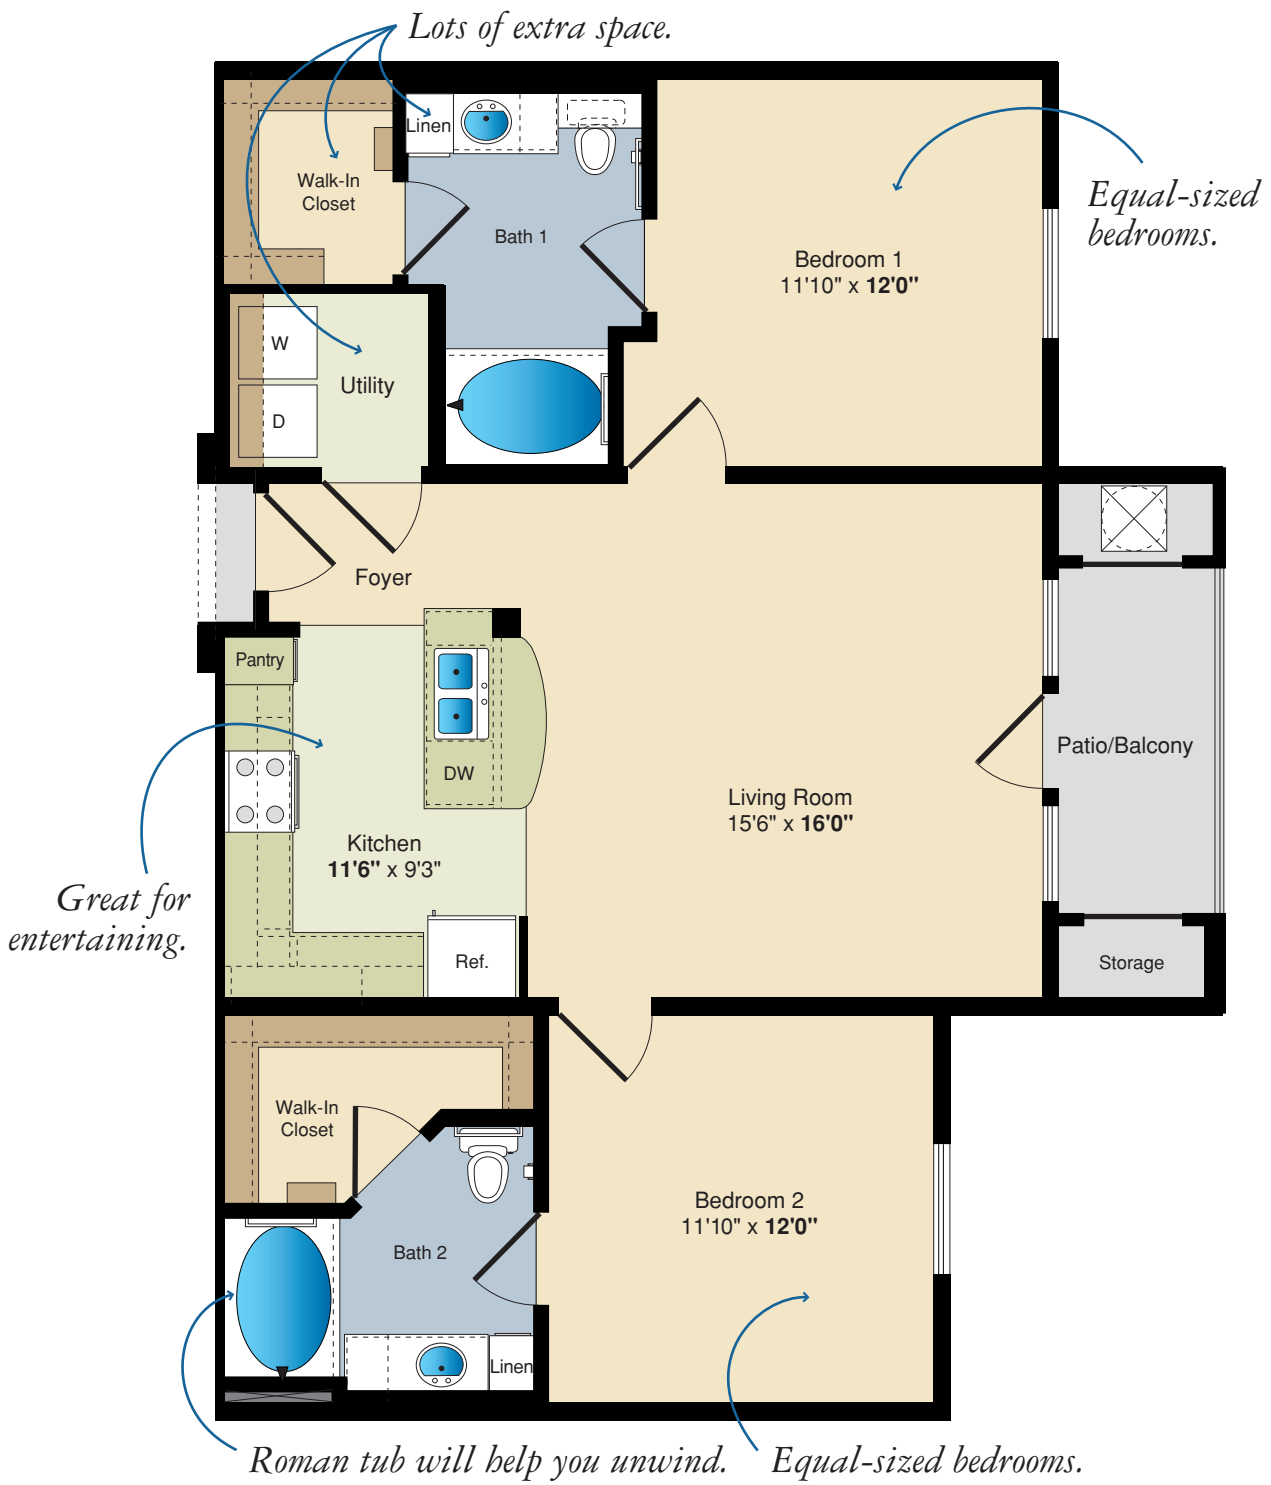 Lots of extra space.
Linen
Walk-In
Closet
Bath 1
Equal-sized
bedrooms.
Bedroom 1
11'10" x 12'0"
W
D
Utility
Foyer
Pantry
DW
Kitchen
11'6" x 9'3"
Ref.
Living Room
15'6" x 16'0"
Patio/Balcony
Storage
Great for
entertaining.
Walk-In
Closet
Bath 2
Linen
Bedroom 2
11'10" x 12'0"
Roman tub will help you unwind.
Equal-sized bedrooms.